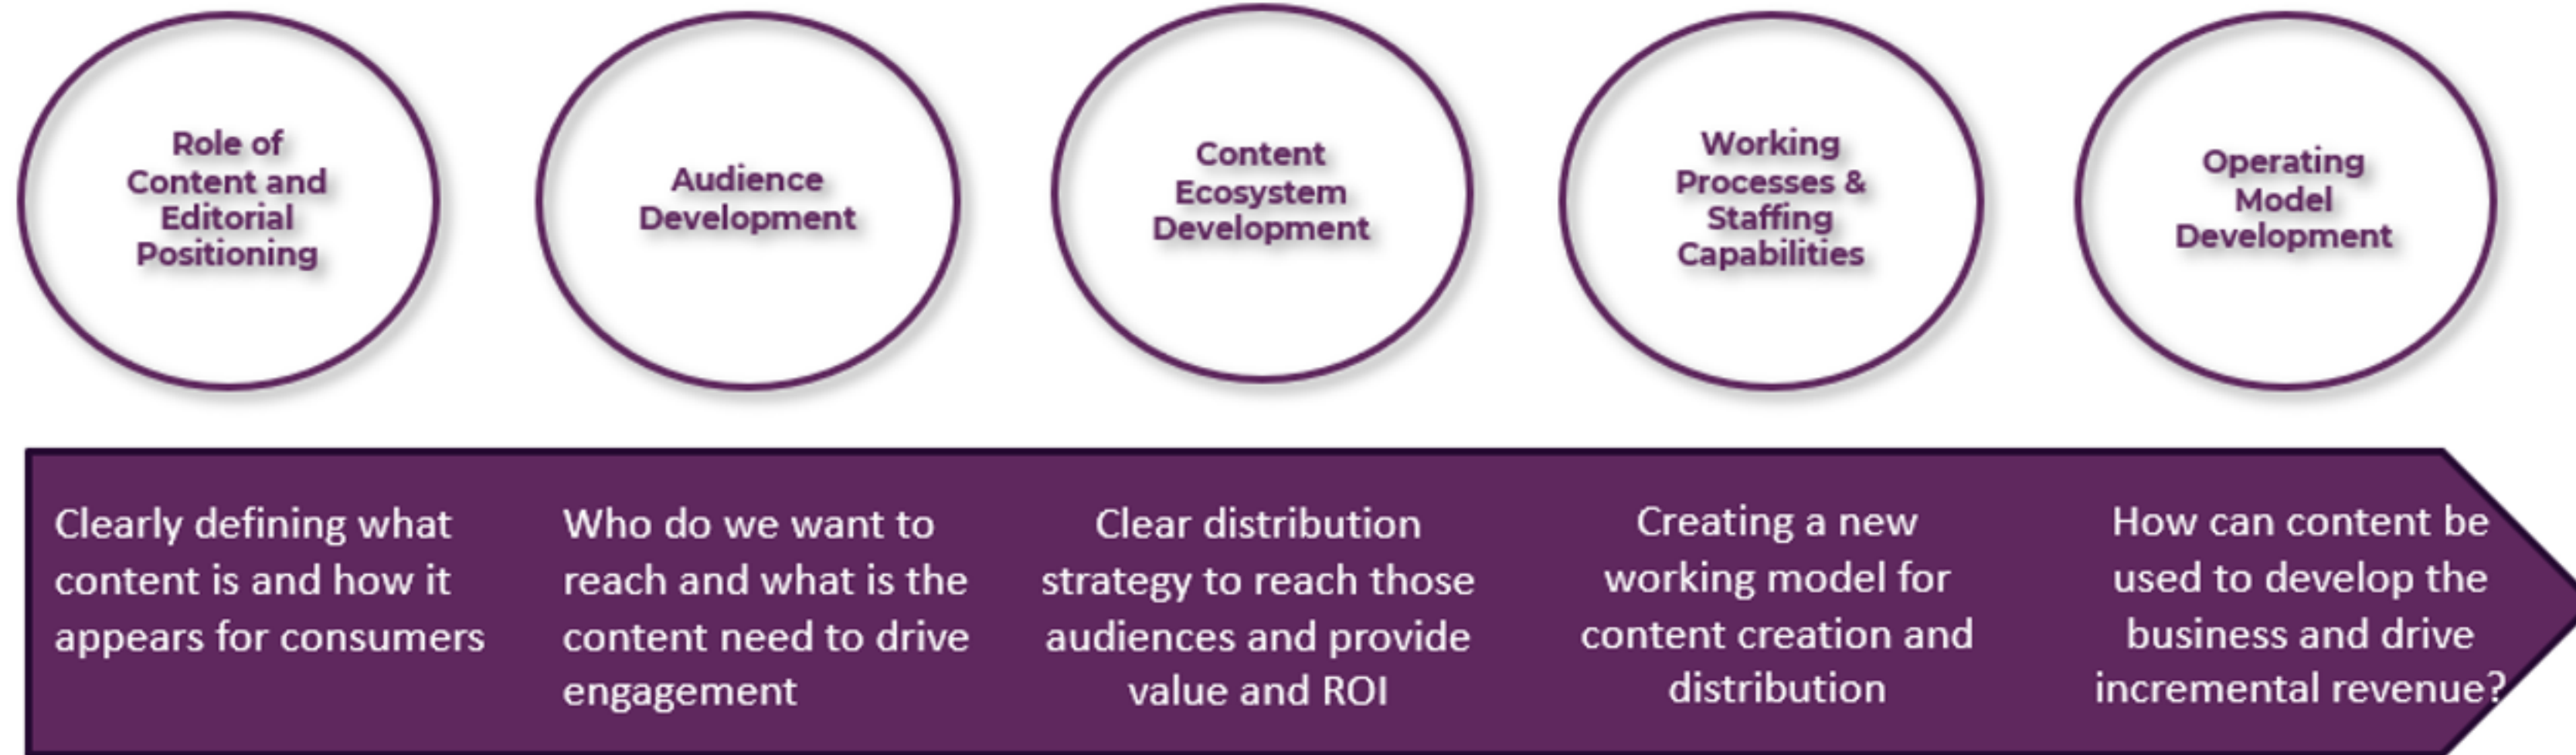 Role of
Content and
Editorial
Positioning
Audience
Development
Content
Ecosystem
Development
Working
Processes &
Staffing
Capabilities
Operating
Model
Development
Clearly defining what
content is and how it
appears for consumers
Who do we want to
reach and what is the
content need to drive
engagement
Clear distribution
strategy to reach those
audiences and provide
value and ROI
Creating a new
working model for
content creation and
distribution
How can content be
used to develop the
business and drive
incremental revenue?